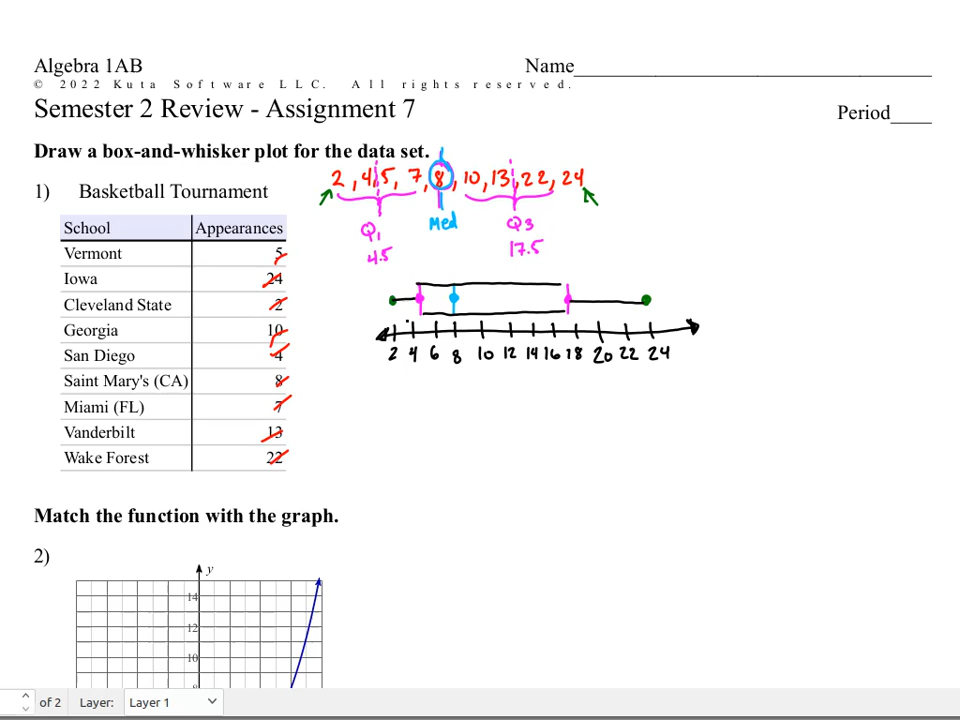 Algebra 1AB Name
© 2022 Kuta Software LLC. All rights reserved.
Semester 2 Review - Assignment 7 Period
Draw a box-and-whisker plot for the data set.
2, 4, 5, 7, 8, 10, 13, 22, 24
1) Basketball Tournament
Q1 Med Q3
4.5 17.5
School Appearances
Vermont 5
Iowa 24
Cleveland State 2
Georgia 10
San Diego 4
Saint Mary's (CA) 8
Miami (FL) 7
Vanderbilt 13
Wake Forest 22
2 4 6 8 10 12 14 16 18 20 22 24
Match the function with the graph.
2)
y
14
12
10
8
of 2 Layer: Layer 1